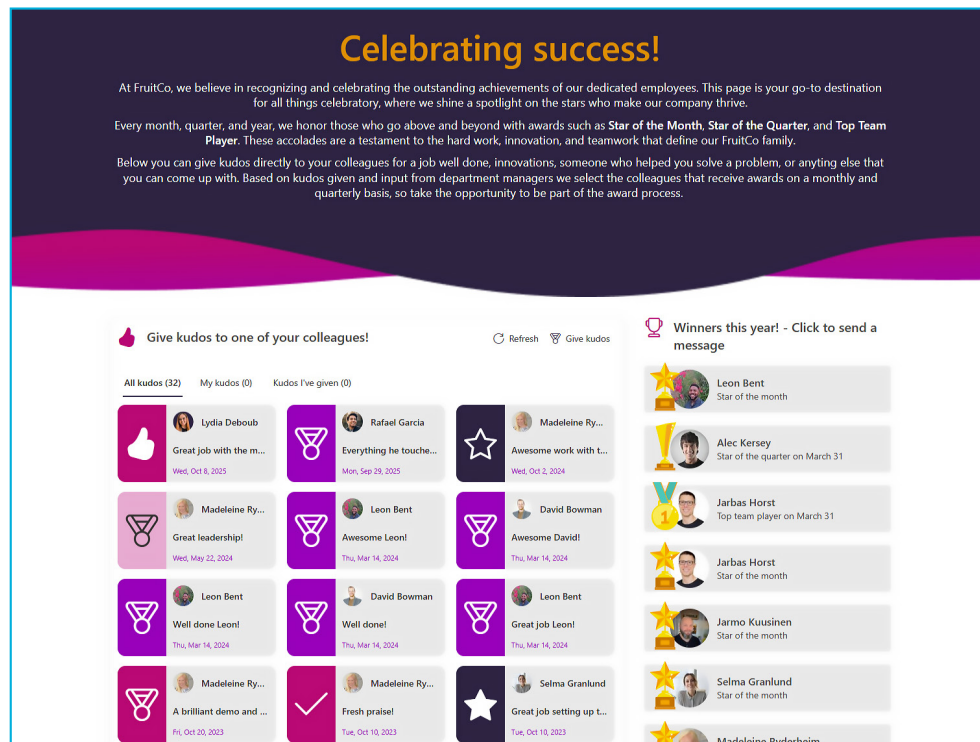 Celebrating success!
At FruitCo, we believe in recognizing and celebrating the outstanding achievements of our dedicated employees. This page is your go-to destination
for all things celebratory, where we shine a spotlight on the stars who make our company thrive.
Every month, quarter, and year, we honor those who go above and beyond with awards such as Star of the Month, Star of the Quarter, and Top Team
Player. These accolades are a testament to the hard work, innovation, and teamwork that define our FruitCo family.
Below you can give kudos directly to your colleagues for a job well done, innovations, someone who helped you solve a problem, or anyting else that
you can come up with. Based on kudos given and input from department managers we select the colleagues that receive awards on a monthly and
quarterly basis, so take the opportunity to be part of the award process.
Give kudos to one of your colleagues!
Refresh
Give kudos
All kudos (32)
My kudos (0)
Kudos I've given (0)
Lydia Deboub
Great job with the m...
Wed, Oct 8, 2025
Rafael Garcia
Everything he touche...
Mon, Sep 29, 2025
Madeleine Ry...
Awesome work with t...
Wed, Oct 2, 2024
Madeleine Ry...
Great leadership!
Wed, May 22, 2024
Leon Bent
Awesome Leon!
Thu, Mar 14, 2024
David Bowman
Awesome David!
Thu, Mar 14, 2024
Leon Bent
Well done Leon!
Thu, Mar 14, 2024
David Bowman
Well done!
Thu, Mar 14, 2024
Leon Bent
Great job Leon!
Thu, Mar 14, 2024
Madeleine Ry...
A brilliant demo and ...
Fri, Oct 20, 2023
Madeleine Ry...
Fresh praise!
Tue, Oct 10, 2023
Selma Granlund
Great job setting up t...
Tue, Oct 10, 2023
Winners this year! - Click to send a
message
Leon Bent
Star of the month
Alec Kersey
Star of the quarter on March 31
1
Jarbas Horst
Top team player on March 31
Jarbas Horst
Star of the month
Jarmo Kuusinen
Star of the month
Selma Granlund
Star of the month
Madeleine Ryderheim